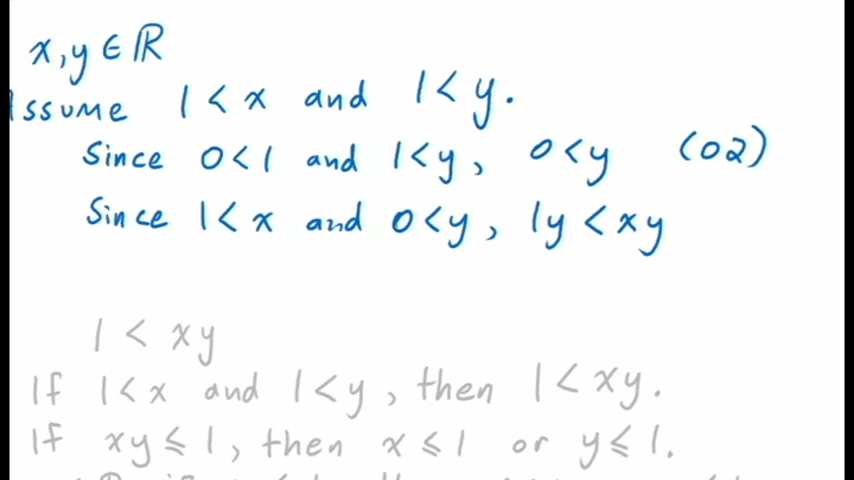 x, y ∈ ℝ
Assume 1 < x and 1 < y.
Since 0 < 1 and 1 < y, 0 < y (O2)
Since 1 < x and 0 < y, 1y < xy
1 < xy
If 1 < x and 1 < y, then 1 < xy.
If xy ⩽ 1, then x ⩽ 1 or y ⩽ 1.